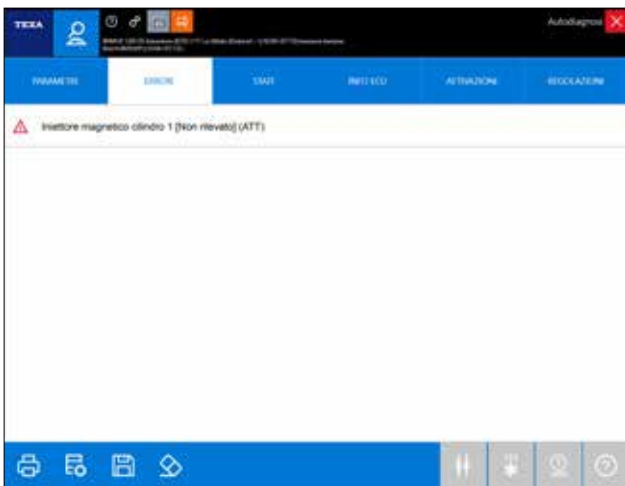 TEXA
Autodiagnosi
PARAMETRI
ERRORI
STATI
INFO ECU
ATTIVAZIONI
REGOLAZIONI
Iniettore magnetico cilindro 1 [Non rilevato] (ATT)